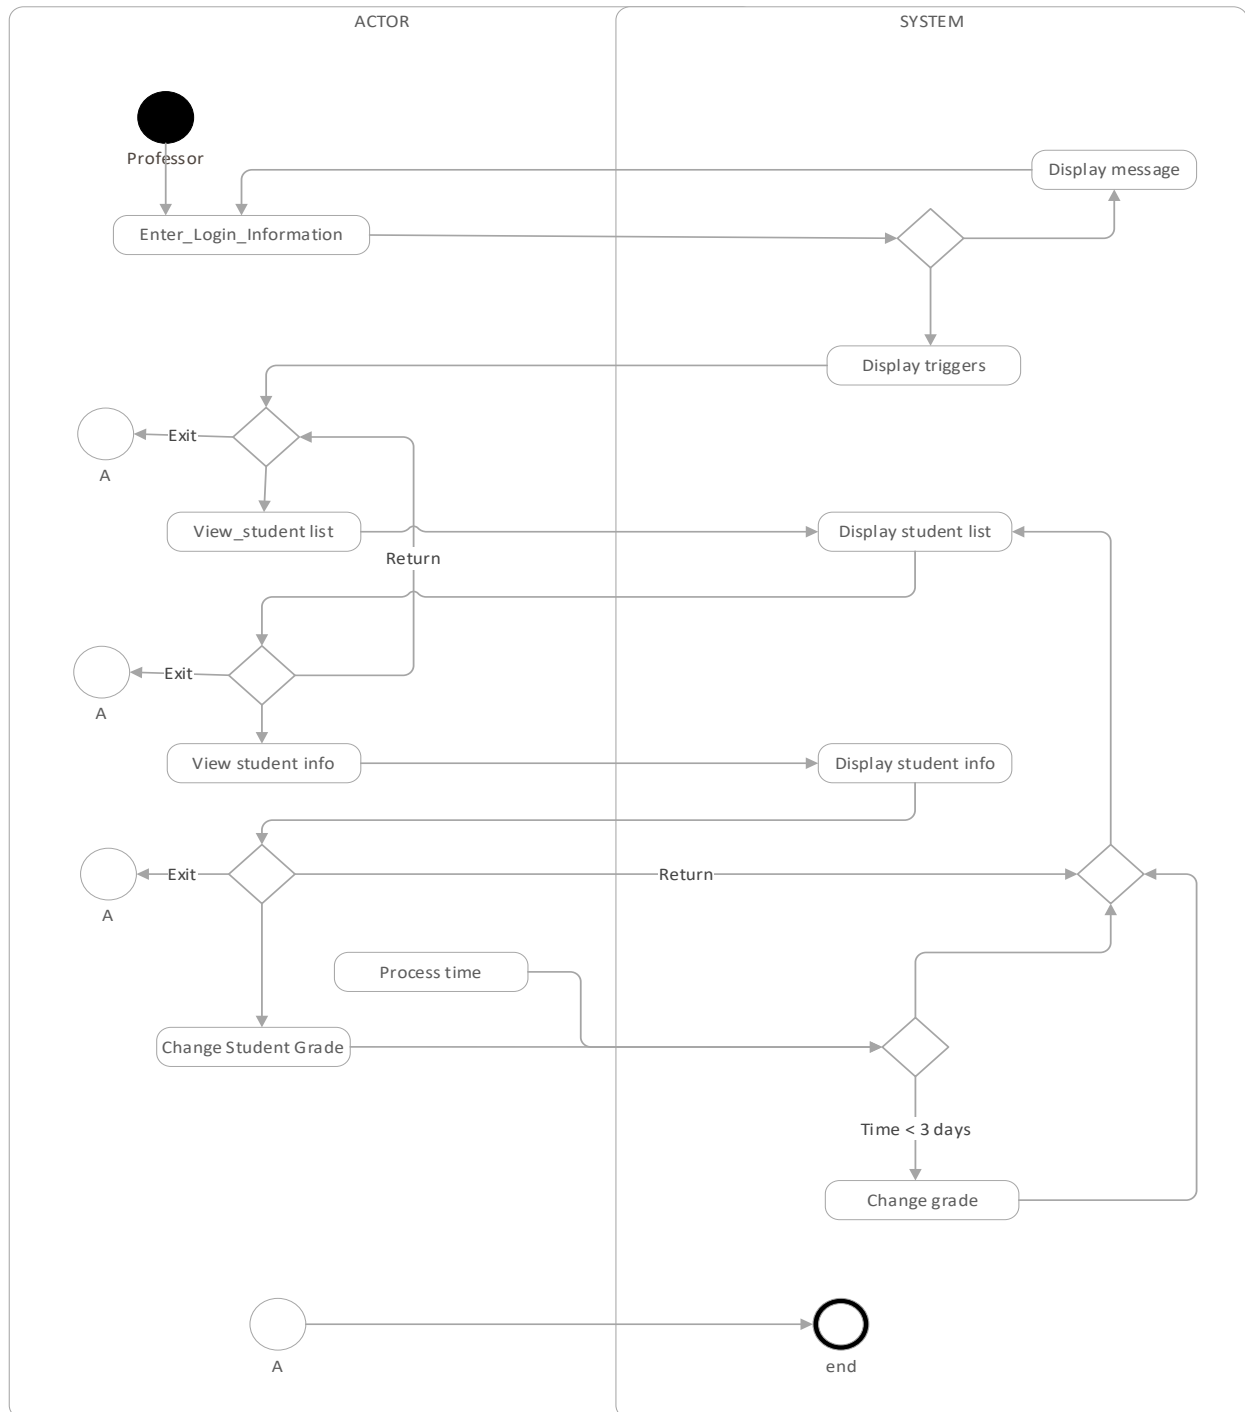 ACTOR
SYSTEM
Professor
Display message
Enter_Login_Information
Display triggers
Exit
A
View_student list
Display student list
Return
Exit
A
View student info
Display student info
Exit
Return
A
Process time
Change Student Grade
Time < 3 days
Change grade
A
end